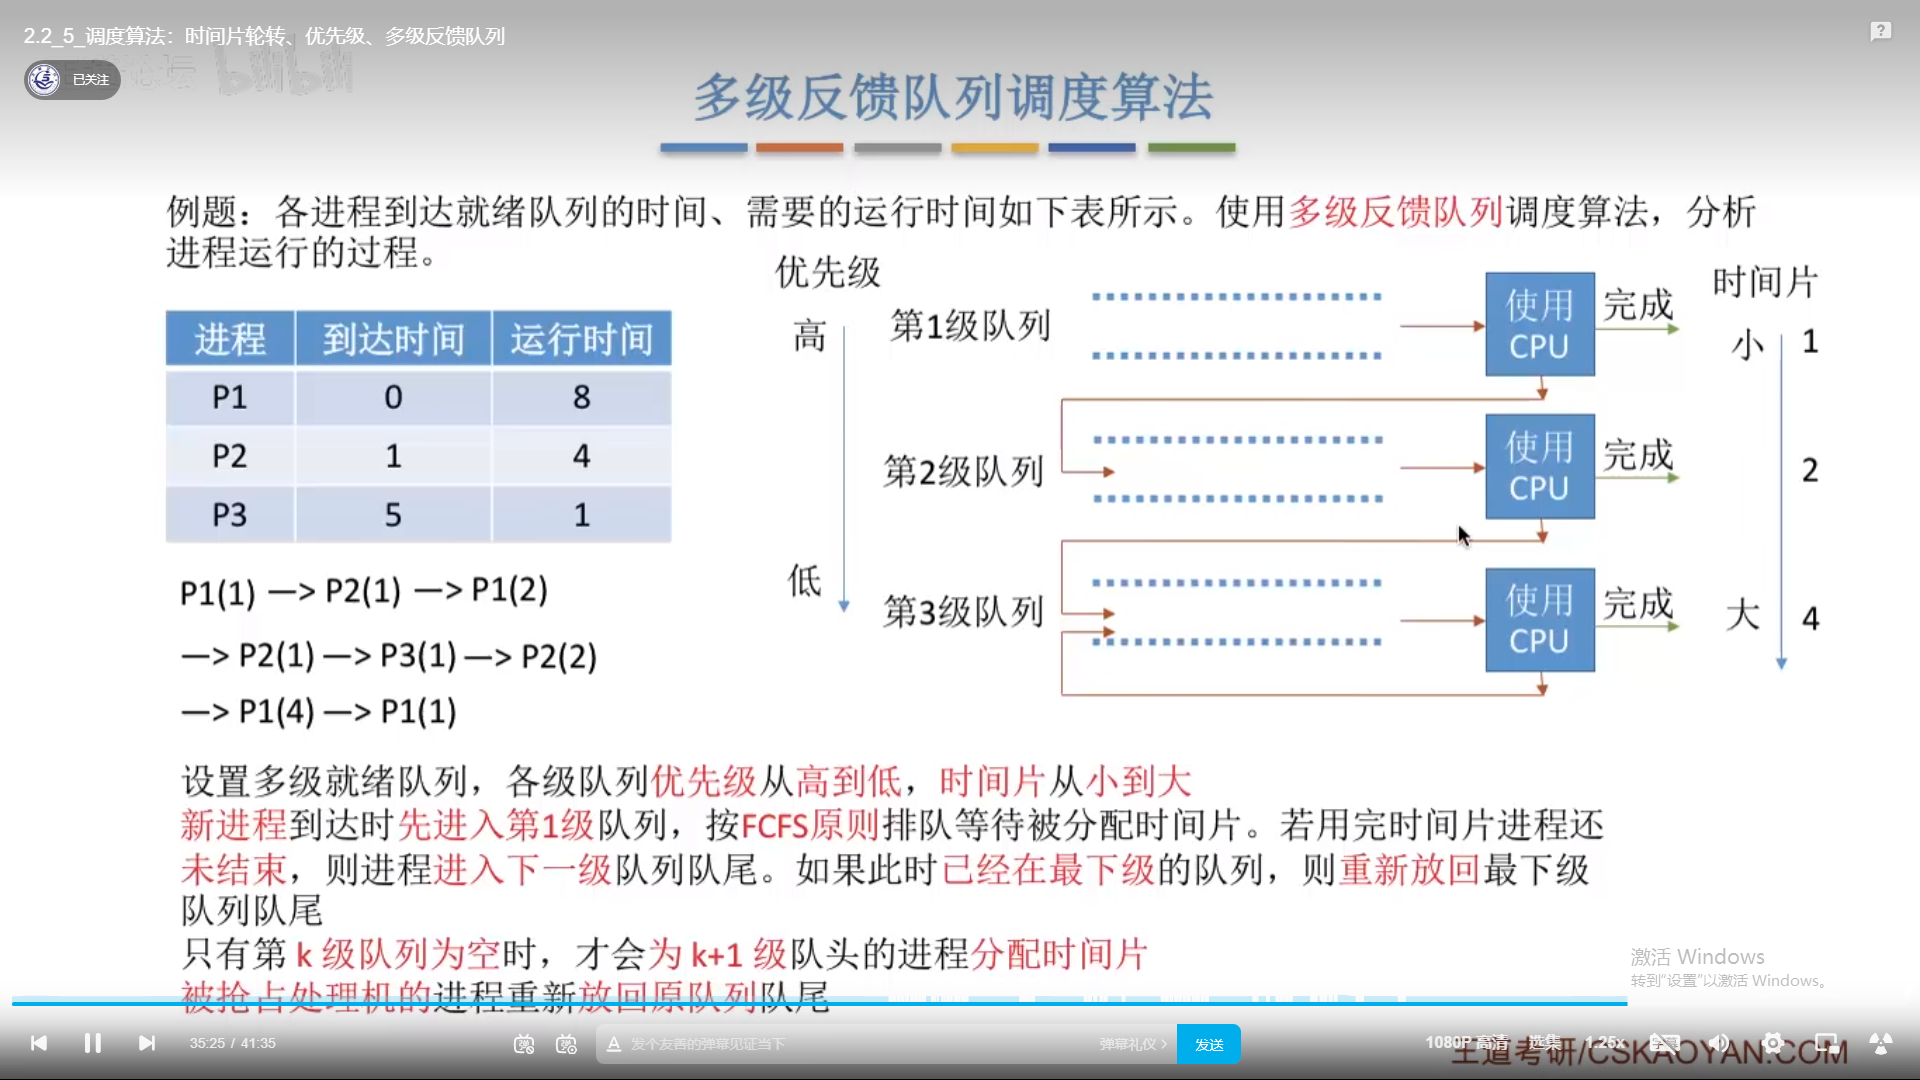 2.2_5_调度算法：时间片轮转、优先级、多级反馈队列
已关注
bilibili
多级反馈队列调度算法
例题：各进程到达就绪队列的时间、需要的运行时间如下表所示。使用多级反馈队列调度算法，分析
进程运行的过程。
进程 到达时间 运行时间
P1 0 8
P2 1 4
P3 5 1
优先级
高
低
第1级队列
使用
CPU
完成
第2级队列
使用
CPU
完成
第3级队列
使用
CPU
完成
时间片
小 1
2
大 4
P1(1) —> P2(1) —> P1(2)
—> P2(1) —> P3(1) —> P2(2)
—> P1(4) —> P1(1)
设置多级就绪队列，各级队列优先级从高到低，时间片从小到大
新进程到达时先进入第1级队列，按FCFS原则排队等待被分配时间片。若用完时间片进程还
未结束，则进程进入下一级队列队尾。如果此时已经在最下级的队列，则重新放回最下级
队列队尾
只有第 k 级队列为空时，才会为 k+1 级队头的进程分配时间片
被抢占处理机的进程重新放回原队列队尾
激活 Windows
转到“设置”以激活 Windows。
35:25 / 41:35
发个友善的弹幕见证当下
弹幕礼仪 >
发送
1080P 高清
选集
1.25x
王道考研/CSKAOYAN.COM